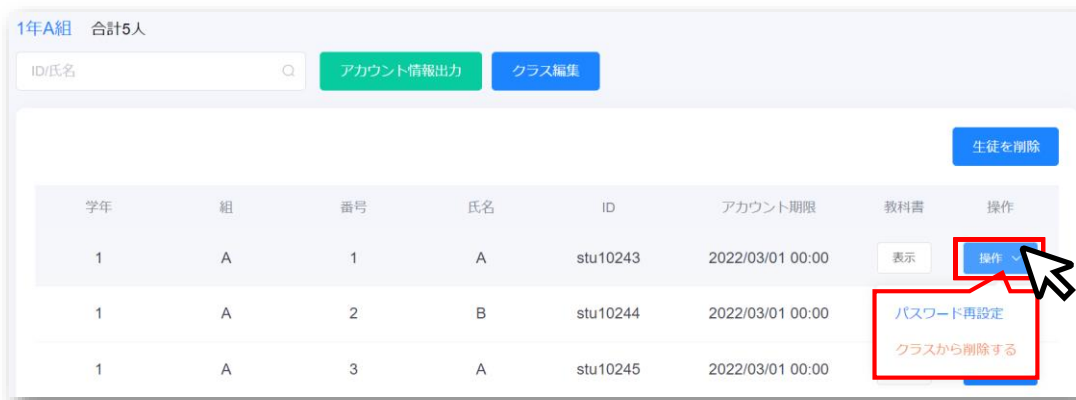 1年A組 合計5人
ID/氏名 アカウント情報出力 クラス編集
生徒を削除
学年 組 番号 氏名 ID アカウント期限 教科書 操作
1 A 1 A stu10243 2022/03/01 00:00 表示 操作
1 A 2 B stu10244 2022/03/01 00:00
パスワード再設定
クラスから削除する
1 A 3 A stu10245 2022/03/01 00:00